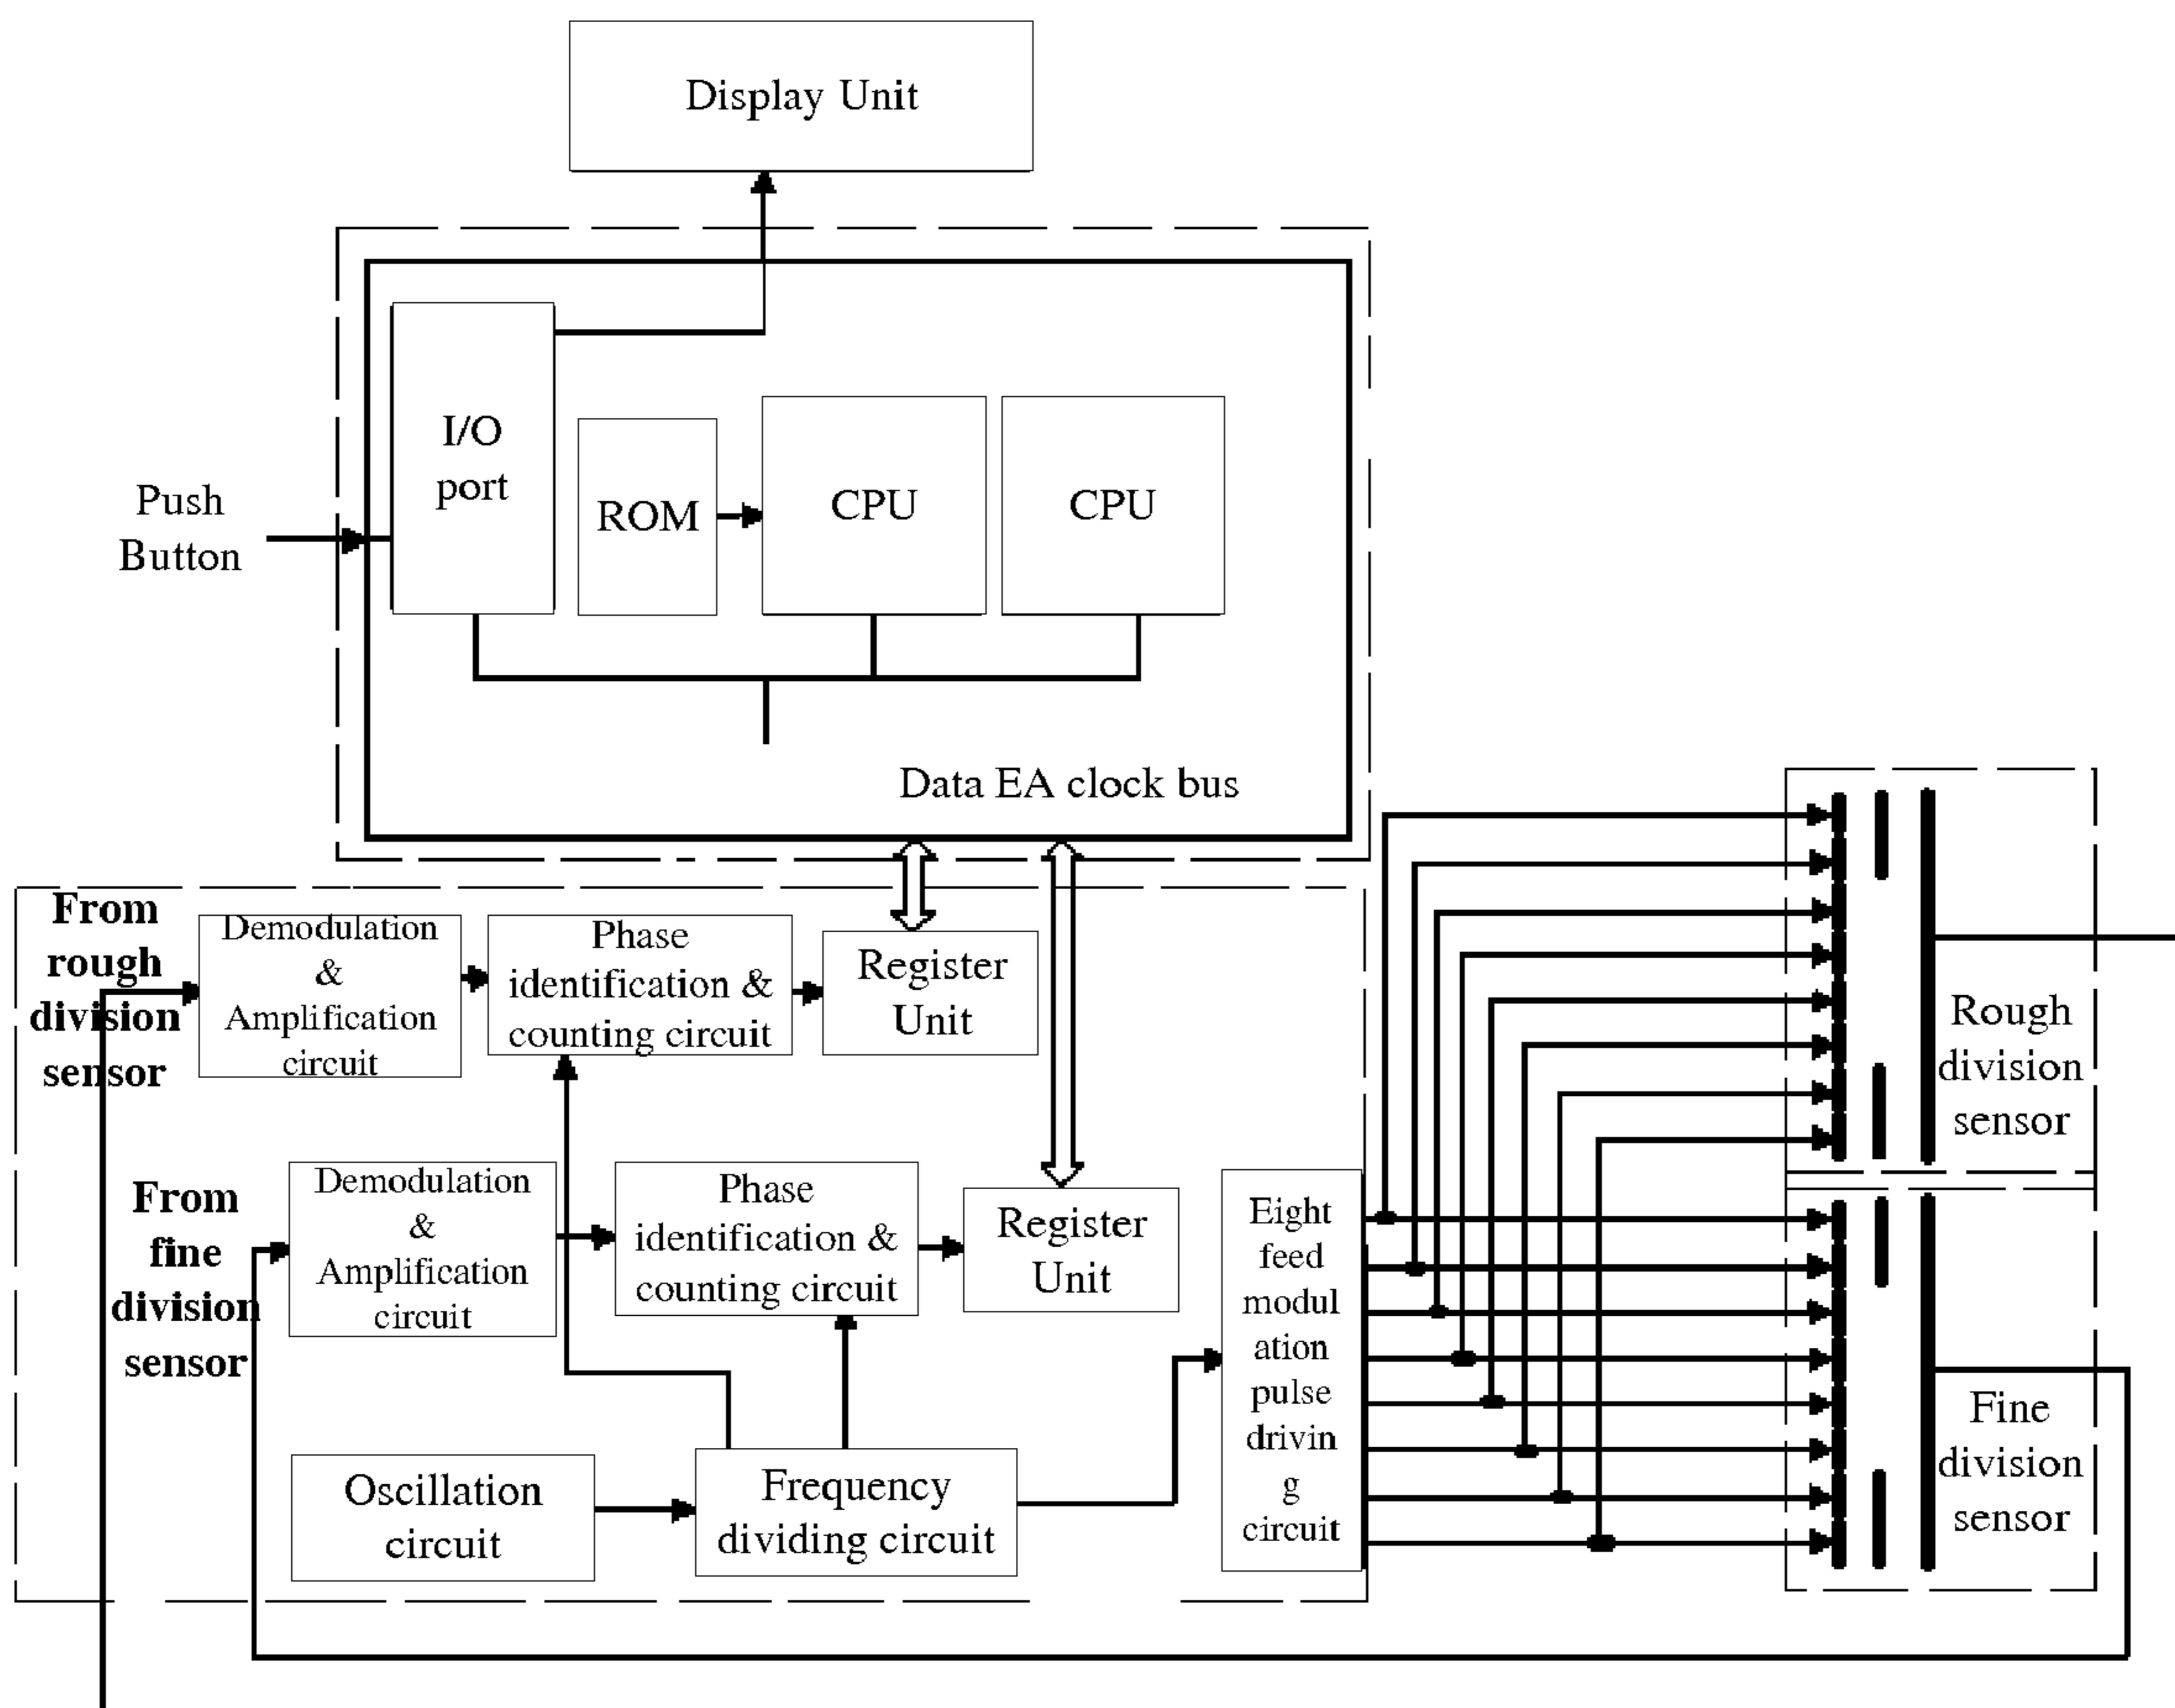 Display Unit
I/O
port
ROM
CPU
CPU
Push
Button
Data EA clock bus
From
rough
division
sensor
Demodulation
&
Amplification
circuit
Phase
identification &
counting circuit
Register
Unit
Rough
division
sensor
From
fine
division
sensor
Demodulation
&
Amplification
circuit
Phase
identification &
counting circuit
Register
Unit
Eight
feed
modul
ation
pulse
drivin
g
circuit
Fine
division
sensor
Oscillation
circuit
Frequency
dividing circuit